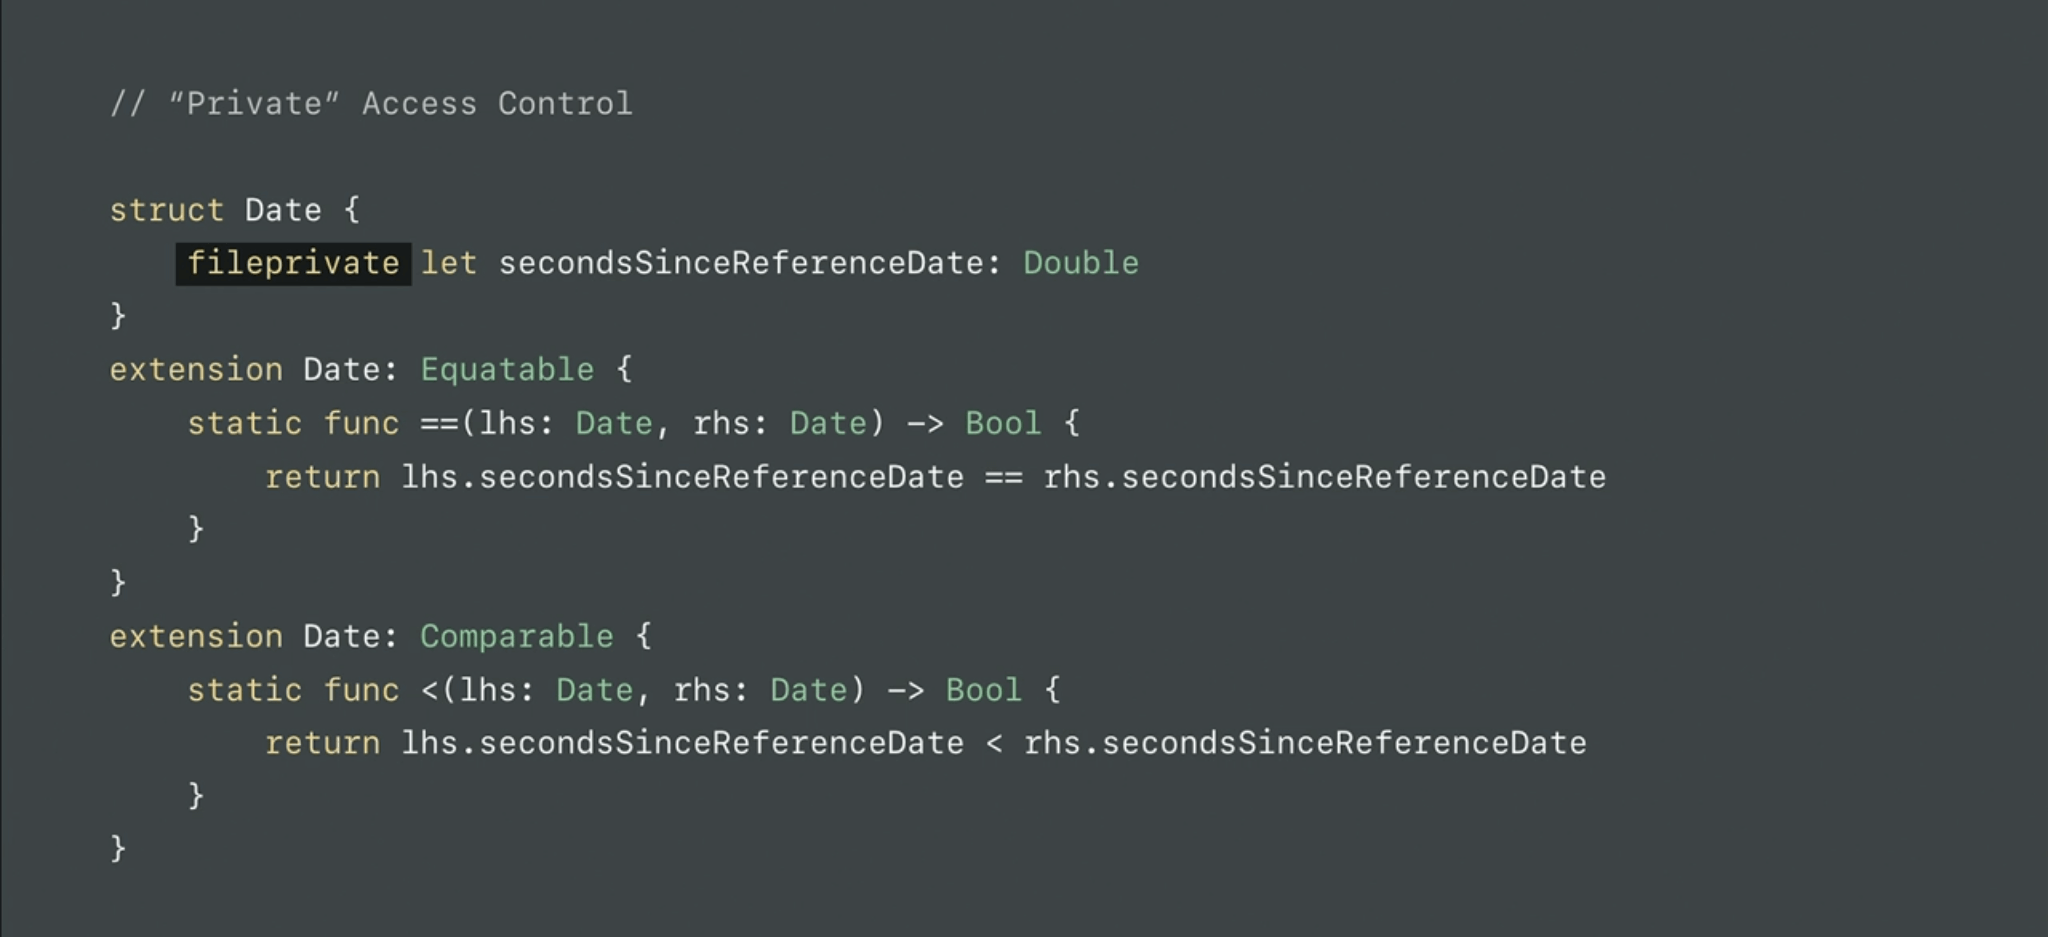 // “Private” Access Control
struct Date {
fileprivate let secondsSinceReferenceDate: Double
}
extension Date: Equatable {
static func ==(lhs: Date, rhs: Date) -> Bool {
return lhs.secondsSinceReferenceDate == rhs.secondsSinceReferenceDate
}
}
extension Date: Comparable {
static func <(lhs: Date, rhs: Date) -> Bool {
return lhs.secondsSinceReferenceDate < rhs.secondsSinceReferenceDate
}
}